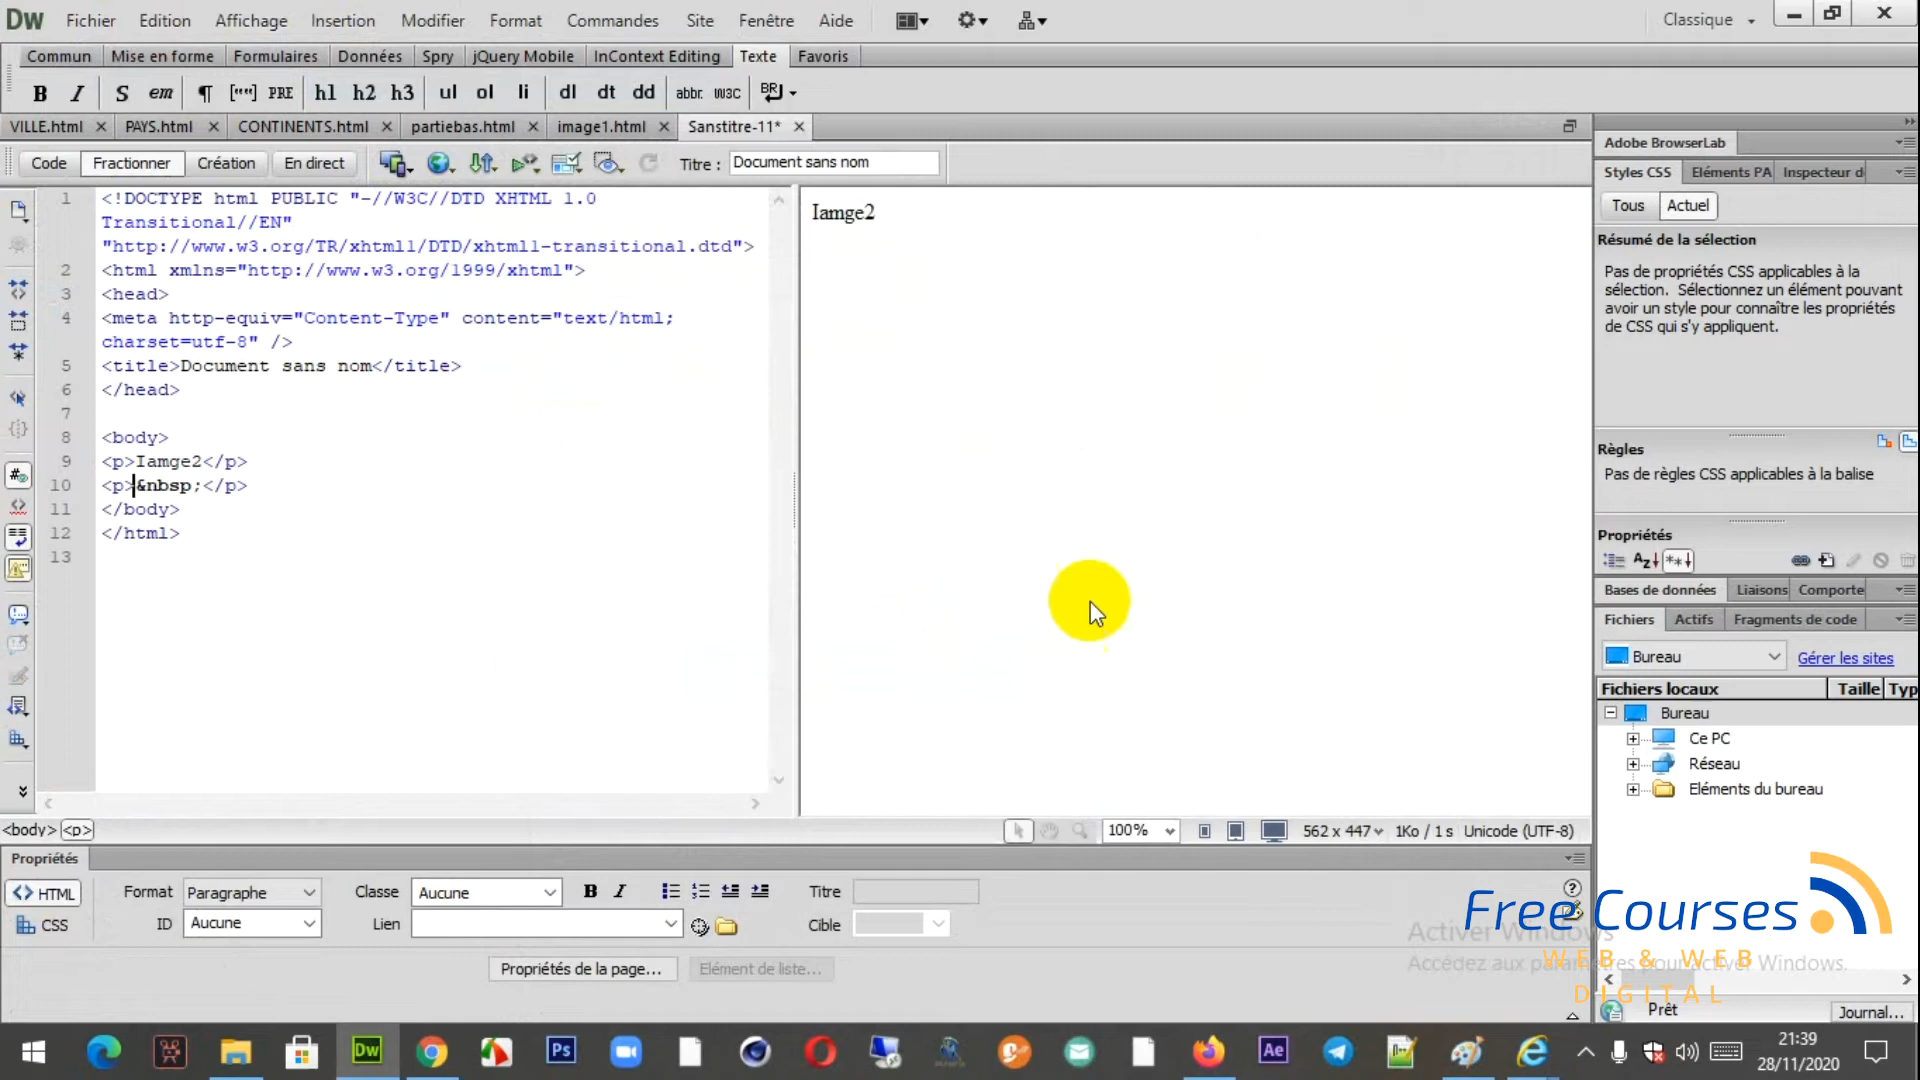 Dw Fichier Edition Affichage Insertion Modifier Format Commandes Site Fenêtre Aide Classique
Commun Mise en forme Formulaires Données Spry jQuery Mobile InContext Editing Texte Favoris
B I S em ¶ [""] PRE h1 h2 h3 ul ol li dl dt dd abbr. W3C BR
VILLE.html PAYS.html CONTINENTS.html partiebas.html image1.html Sanstitre-11*
Code Fractionner Création En direct Titre : Document sans nom
1 <!DOCTYPE html PUBLIC "-//W3C//DTD XHTML 1.0
Transitional//EN"
"http://www.w3.org/TR/xhtml1/DTD/xhtml1-transitional.dtd">
2 <html xmlns="http://www.w3.org/1999/xhtml">
3 <head>
4 <meta http-equiv="Content-Type" content="text/html;
charset=utf-8" />
5 <title>Document sans nom</title>
6 </head>
7
8 <body>
9 <p>Iamge2</p>
10 <p>&nbsp;</p>
11 </body>
12 </html>
13
Iamge2
Adobe BrowserLab
Styles CSS Eléments PA Inspecteur d
Tous Actuel
Résumé de la sélection
Pas de propriétés CSS applicables à la
sélection. Sélectionnez un élément pouvant
avoir un style pour connaître les propriétés
de CSS qui s'y appliquent.
Règles
Pas de règles CSS applicables à la balise
Propriétés
Bases de données Liaisons Comporte
Fichiers Actifs Fragments de code
Bureau Gérer les sites
Fichiers locaux Taille Typ
Bureau
Ce PC
Réseau
Eléments du bureau
<body> <p> 100% 562 x 447 1Ko / 1 s Unicode (UTF-8)
Propriétés
HTML Format Paragraphe Classe Aucune B I Titre
CSS ID Aucune Lien Cible
Propriétés de la page... Elément de liste...
Free Courses
WEB & WEB
DIGITAL
Activer Windows
Accédez aux paramètres pour activer Windows.
Prêt Journal...
Dw Ps Ae
21:39
28/11/2020